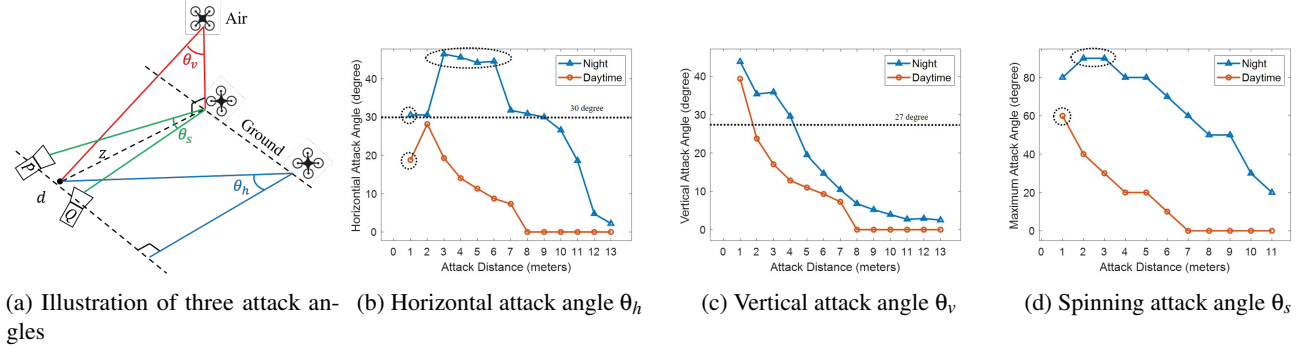 Air
θv
Ground
θs
z
P
θh
d
Q
(a) Illustration of three attack an-
gles
Horizontal Attack Angle (degree)
40
30
20
10
0
Night
Daytime
30 degree
0 1 2 3 4 5 6 7 8 9 10 11 12 13
Attack Distance (meters)
(b) Horizontal attack angle θh
Vertical Attack Angle (degree)
40
30
20
10
0
Night
Daytime
27 degree
0 1 2 3 4 5 6 7 8 9 10 11 12 13
Attack Distance (meters)
(c) Vertical attack angle θv
Maximum Attack Angle (degree)
100
80
60
40
20
0
Night
Daytime
0 1 2 3 4 5 6 7 8 9 10 11
Attack Distance (meters)
(d) Spinning attack angle θs